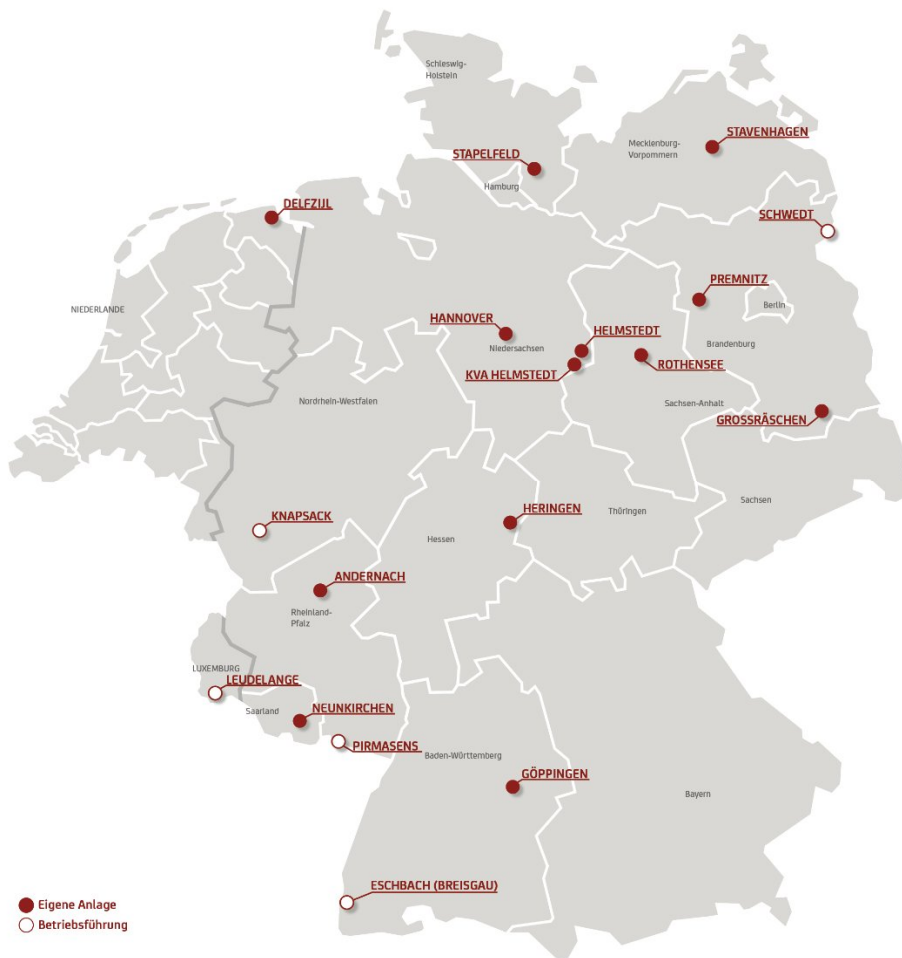 Schleswig-
Holstein
STAVENHAGEN
Mecklenburg-
Vorpommern
STAPELFELD
Hamburg
DELFZIJL
SCHWEDT
PREMNITZ
NIEDERLANDE
Berlin
HANNOVER
HELMSTEDT
Niedersachsen
Brandenburg
ROTHENSEE
KVA HELMSTEDT
Nordrhein-Westfalen
Sachsen-Anhalt
GROSSRÄSCHEN
Sachsen
KNAPSACK
HERINGEN
Thüringen
Hessen
ANDERNACH
Rheinland-
Pfalz
LUXEMBURG
LEUDELANGE
Saarland
NEUNKIRCHEN
PIRMASENS
Baden-Württemberg
GÖPPINGEN
Bayern
ESCHBACH (BREISGAU)
Eigene Anlage
Betriebsführung